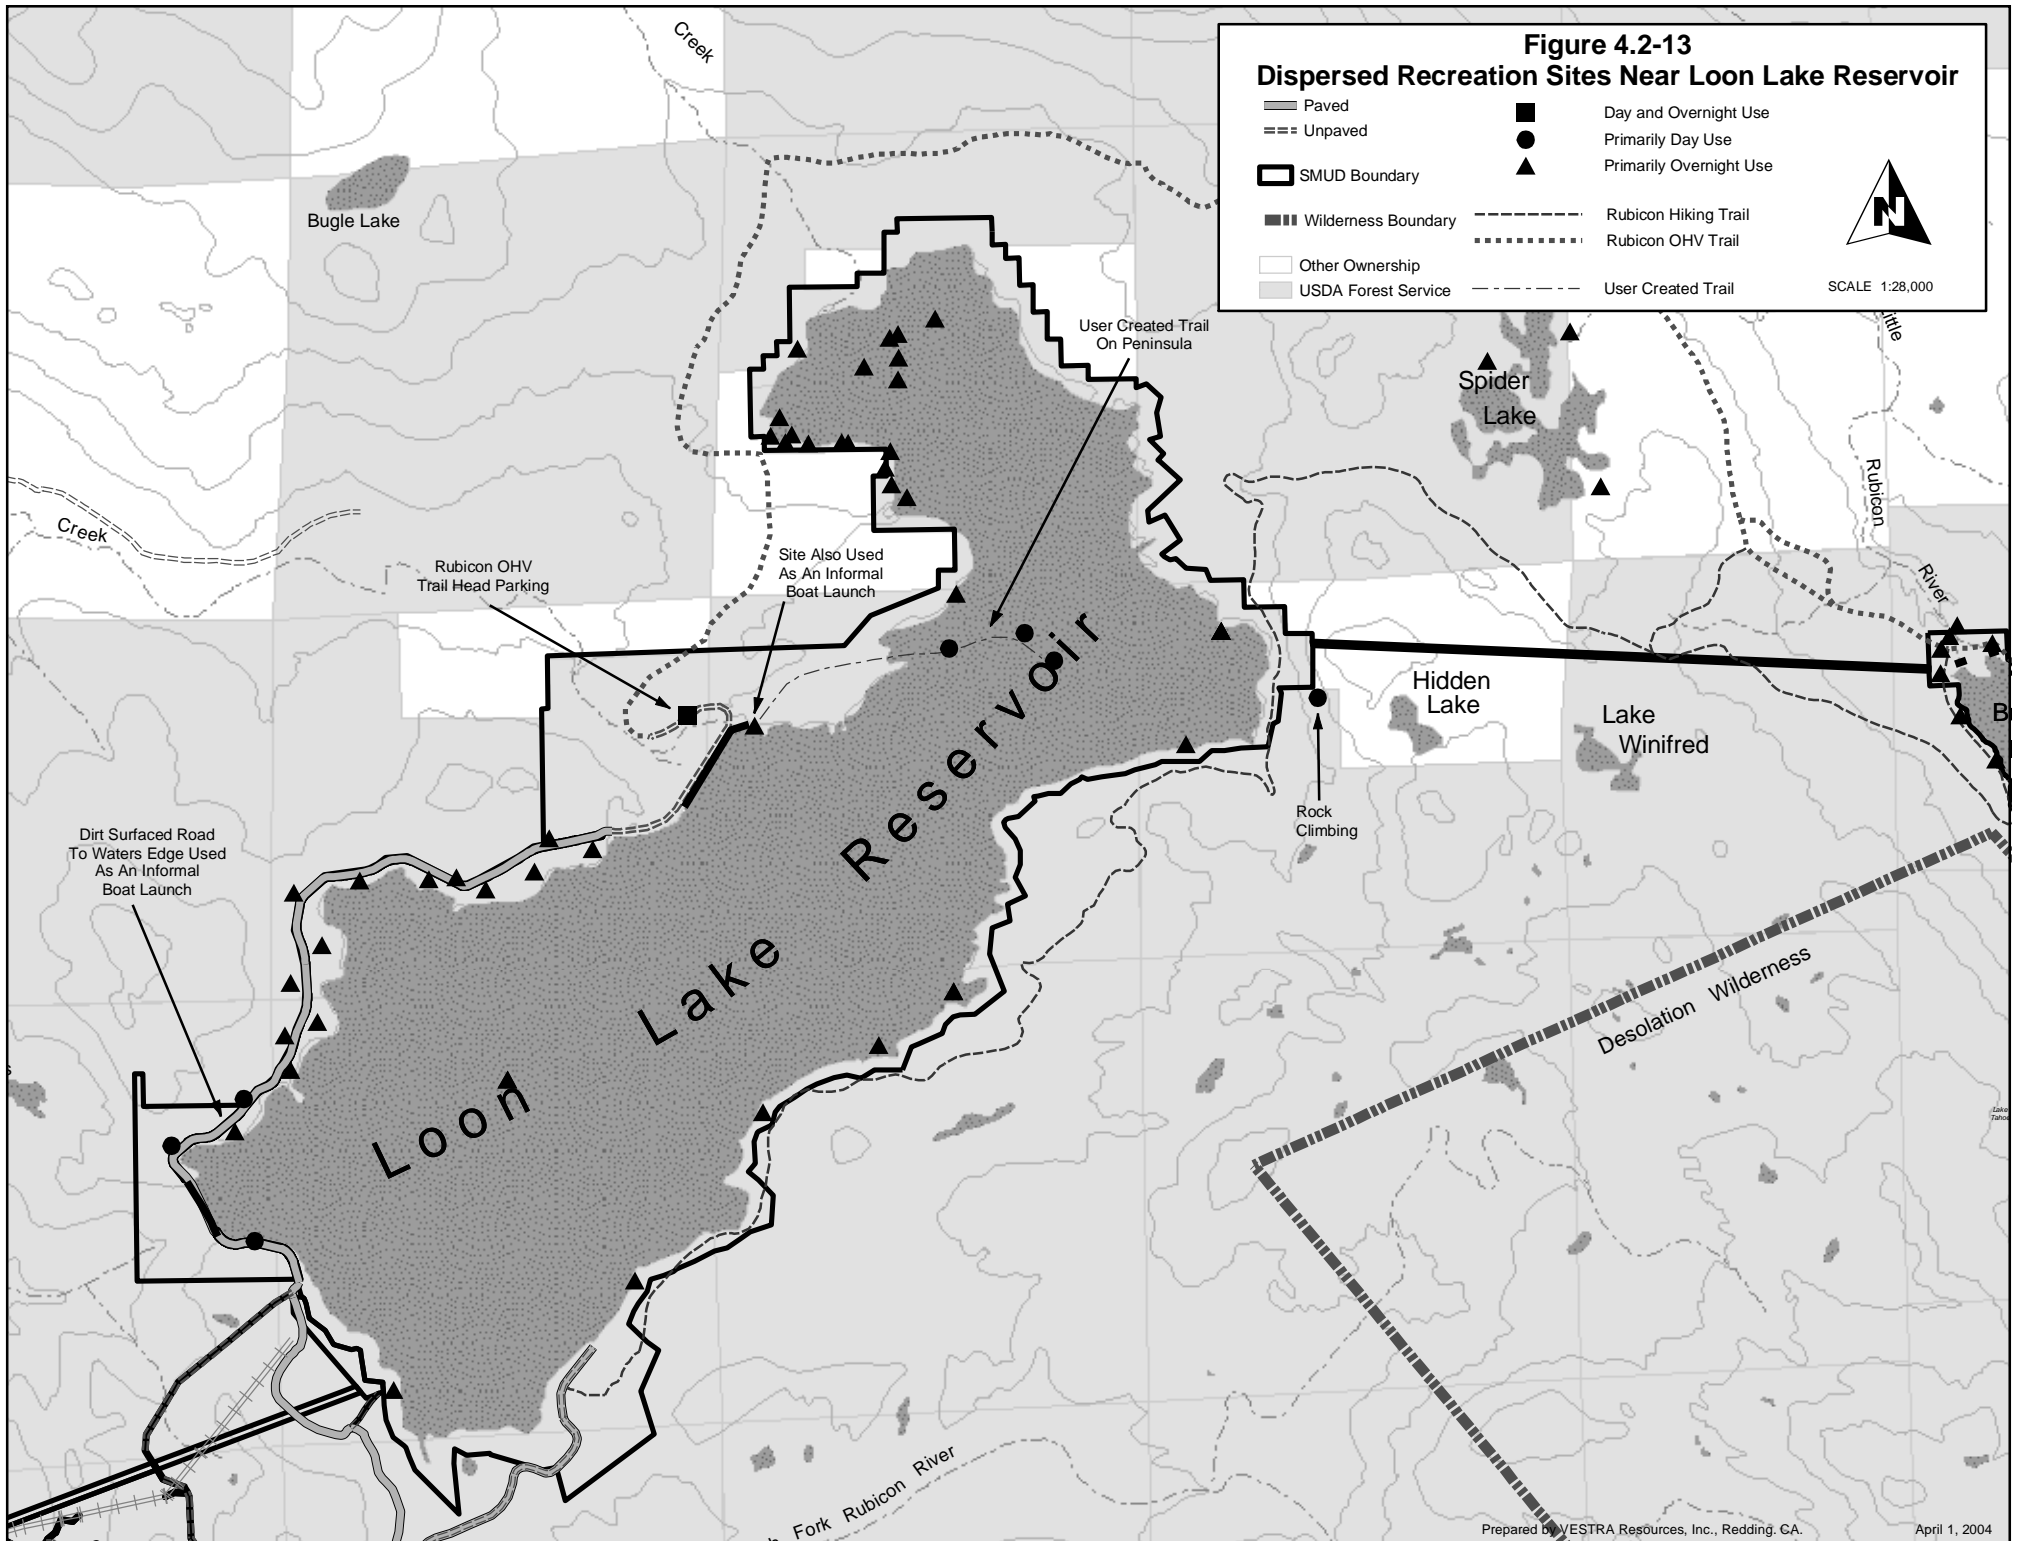 Figure 4.2-13
Dispersed Recreation Sites Near Loon Lake Reservoir
Paved
Unpaved
SMUD Boundary
Wilderness Boundary
Other Ownership
USDA Forest Service
Day and Overnight Use
Primarily Day Use
Primarily Overnight Use
Rubicon Hiking Trail
Rubicon OHV Trail
User Created Trail
N
SCALE 1:28,000
Creek
Bugle Lake
User Created Trail
On Peninsula
Spider
Lake
Little
Rubicon
River
Creek
Rubicon OHV
Trail Head Parking
Site Also Used
As An Informal
Boat Launch
Hidden
Lake
Lake
Winifred
B
Rock
Climbing
Dirt Surfaced Road
To Waters Edge Used
As An Informal
Boat Launch
Loon Lake Reservoir
Desolation Wilderness
Lake
Fork Rubicon River
Prepared by VESTRA Resources, Inc., Redding. CA.
April 1, 2004